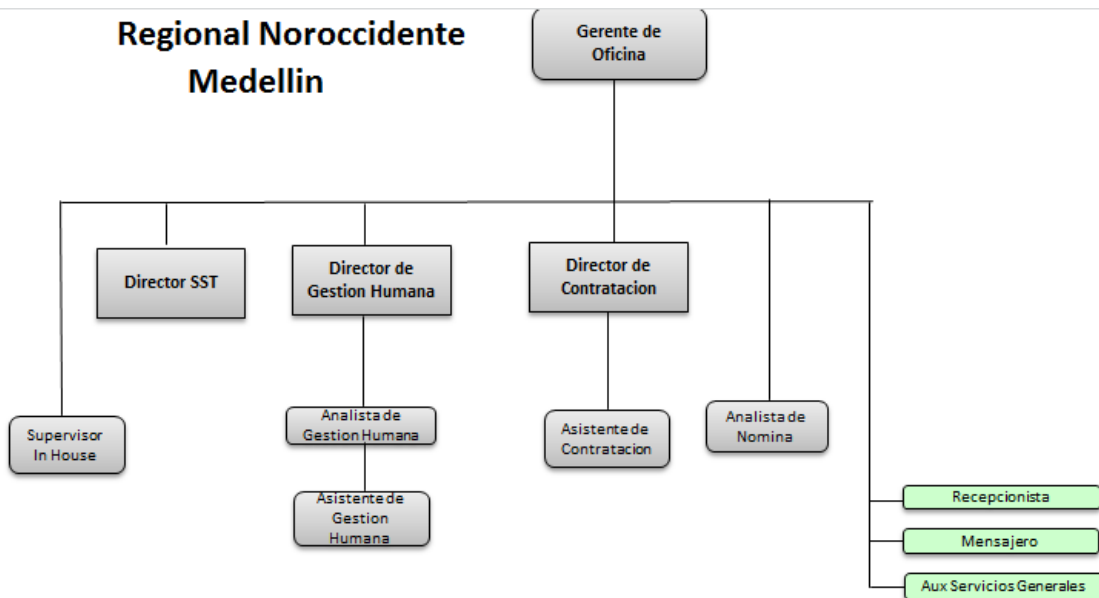 Regional Noroccidente
Medellin
Gerente de
Oficina
Director SST
Director de
Gestion Humana
Director de
Contratacion
Supervisor
In House
Analista de
Gestion Humana
Asistente de
Contratacion
Analista de
Nomina
Asistente de
Gestion
Humana
Recepcionista
Mensajero
Aux Servicios Generales